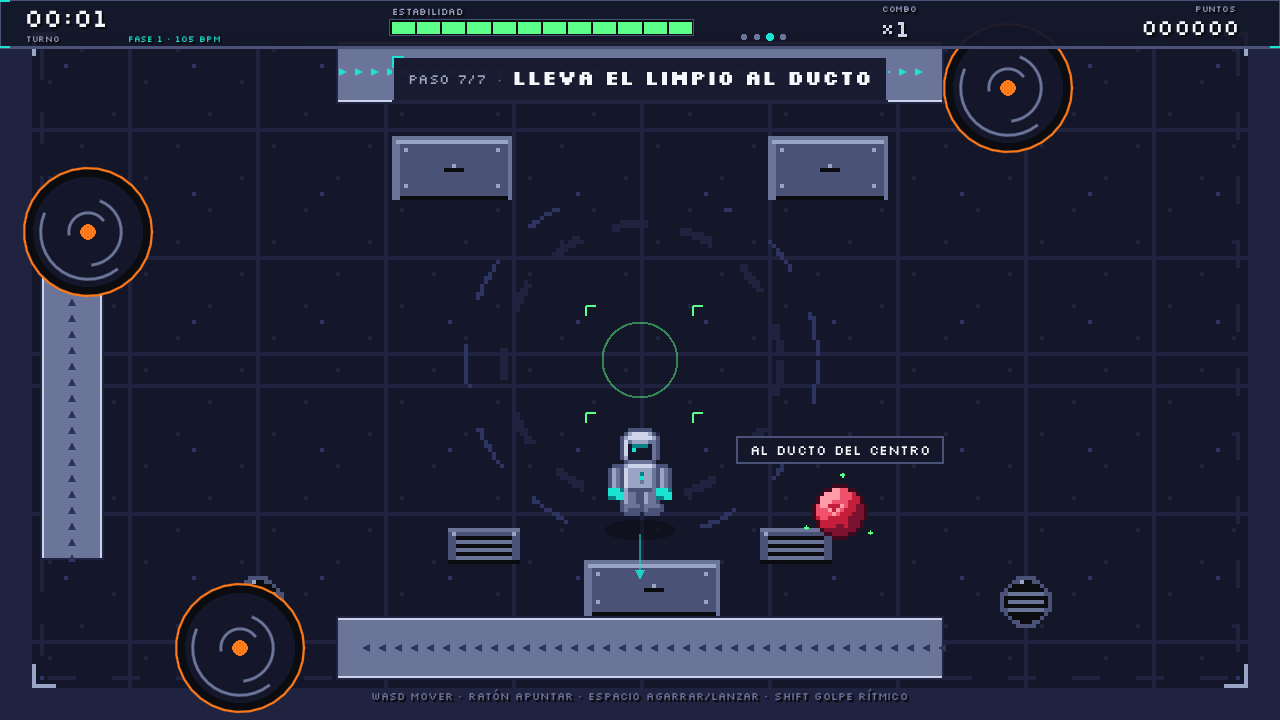 00:01
TURNO
FASE 1 · 105 BPM
ESTABILIDAD
COMBO
x1
PUNTOS
000000
PASO 7/7 · LLEVA EL LIMPIO AL DUCTO
AL DUCTO DEL CENTRO
WASD MOVER · RATÓN APUNTAR · ESPACIO AGARRAR/LANZAR · SHIFT GOLPE RÍTMICO